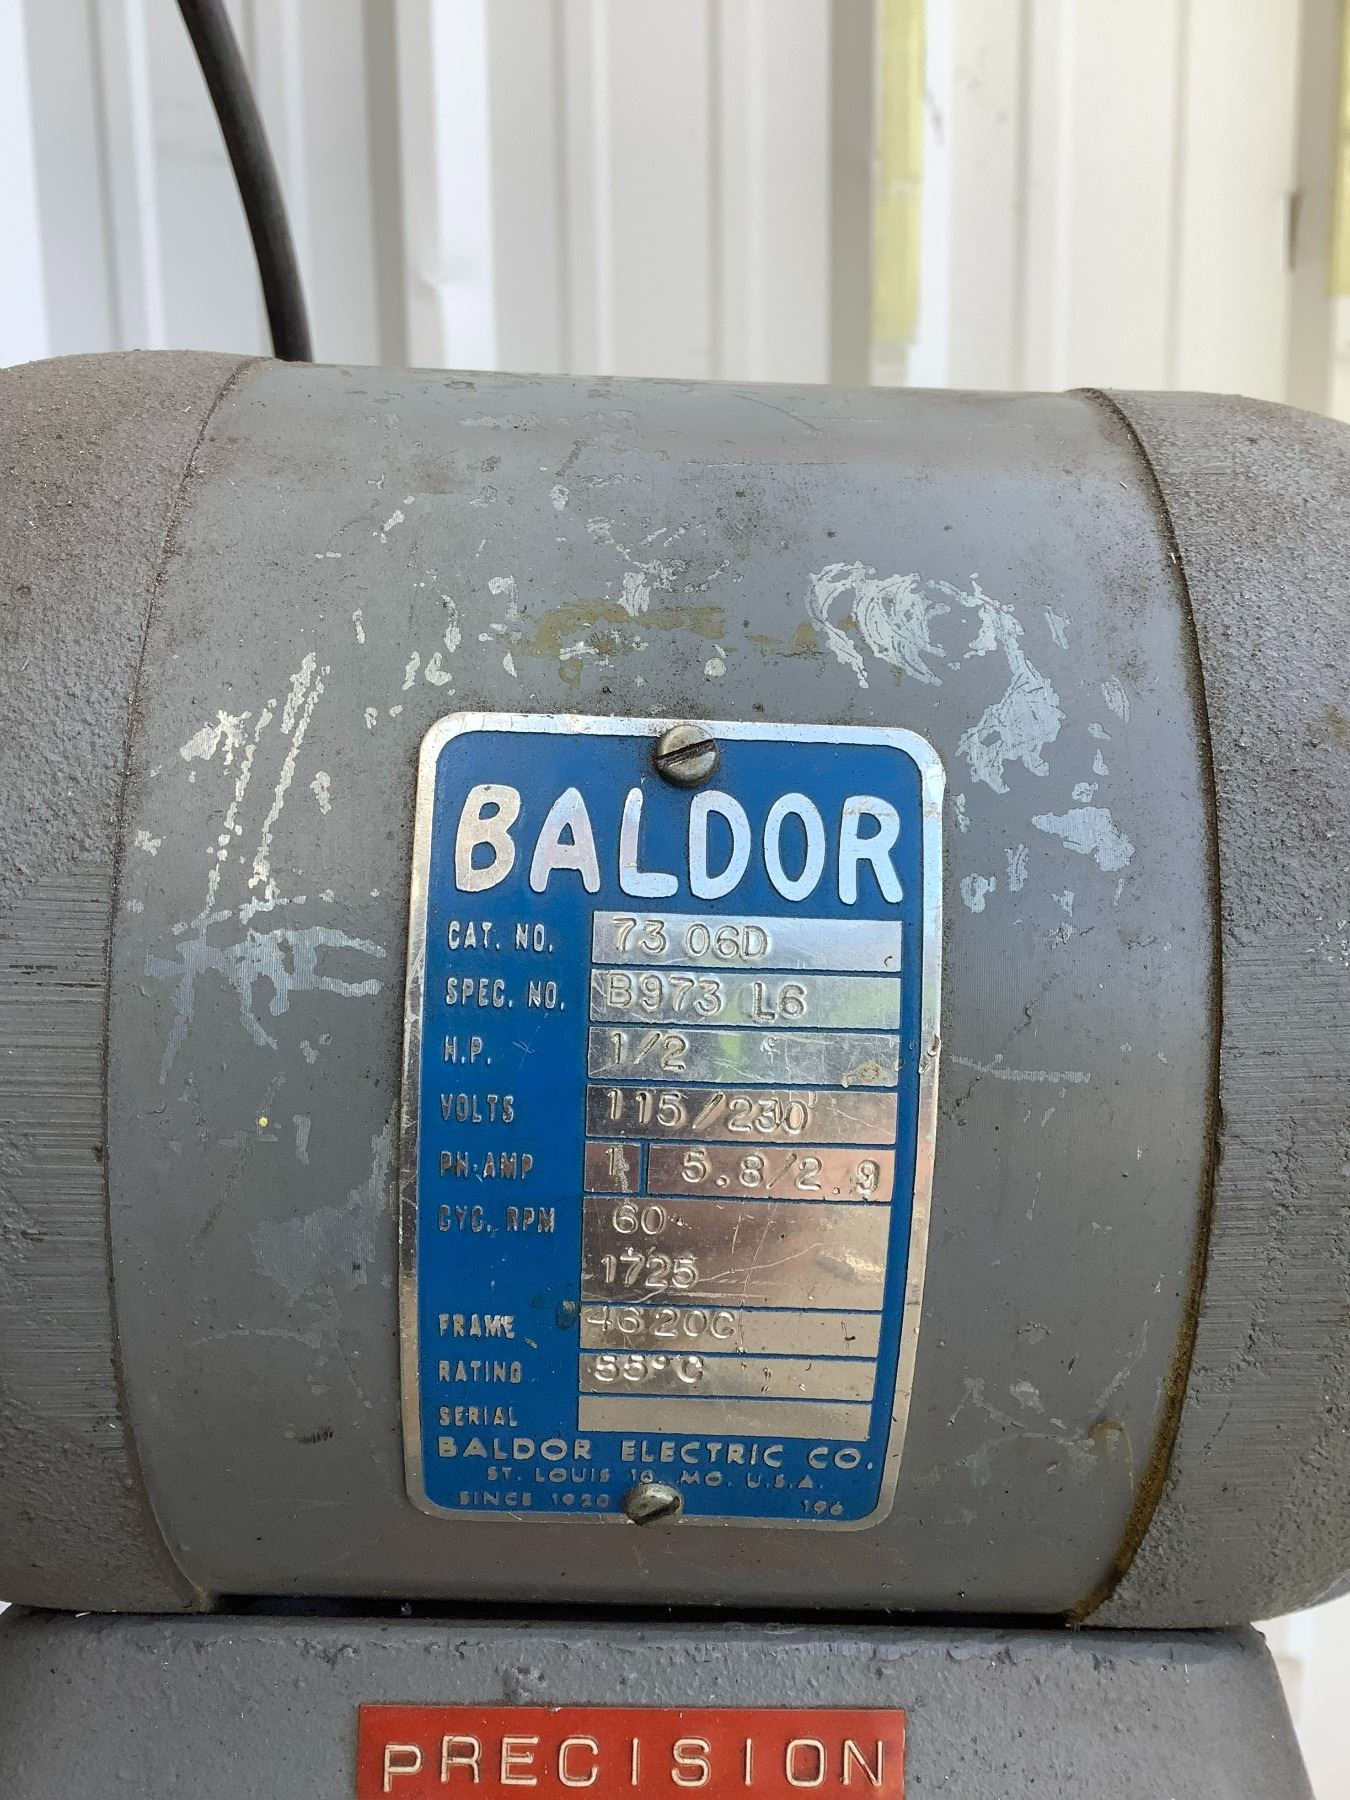 BALDOR
CAT. NO. 73 06D
SPEC. NO. B973 L6
H.P. 1/2
VOLTS 115/230
PH-AMP 1 5.8/2.9
CYC. RPM 60
1725
FRAME 4620C
RATING 55°C
SERIAL
BALDOR ELECTRIC CO.
ST. LOUIS 10, MO. U.S.A.
SINCE 1920 196
PRECISION